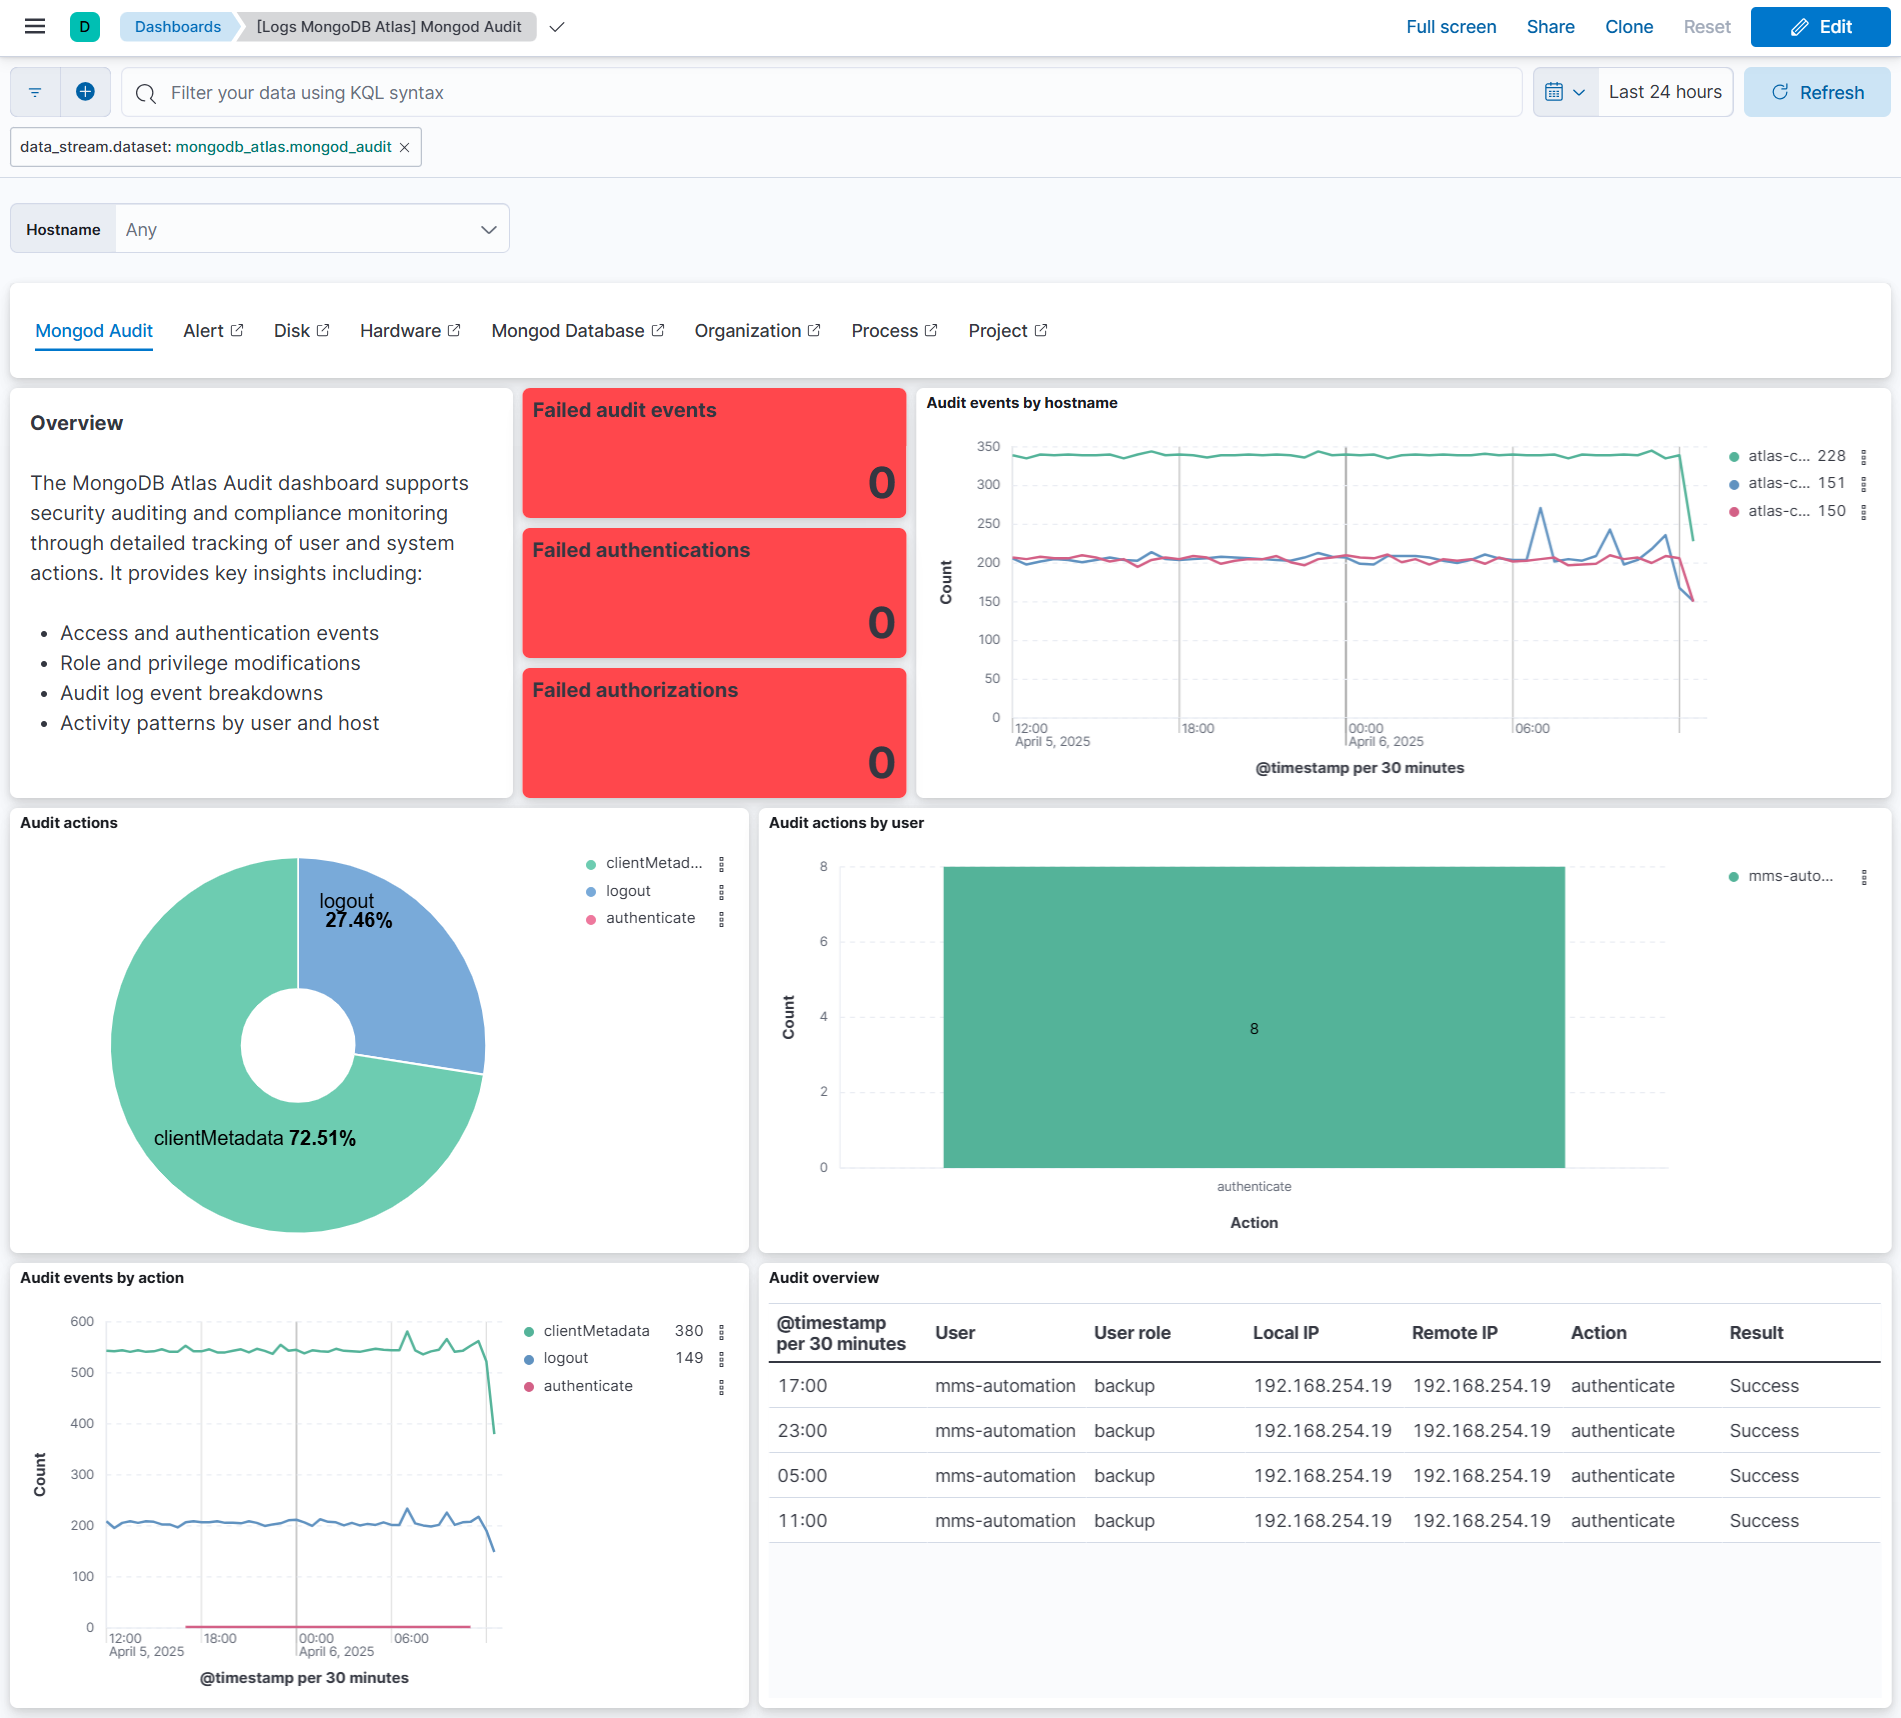 D
Dashboards
[Logs MongoDB Atlas] Mongod Audit
Full screen
Share
Clone
Reset
Edit
Filter your data using KQL syntax
Last 24 hours
Refresh
data_stream.dataset: mongodb_atlas.mongod_audit
Hostname
Any
Mongod Audit
Alert
Disk
Hardware
Mongod Database
Organization
Process
Project
Overview
The MongoDB Atlas Audit dashboard supports
security auditing and compliance monitoring
through detailed tracking of user and system
actions. It provides key insights including:
Access and authentication events
Role and privilege modifications
Audit log event breakdowns
Activity patterns by user and host
Failed audit events
0
Failed authentications
0
Failed authorizations
0
Audit events by hostname
350
300
250
200
150
100
50
0
Count
12:00
April 5, 2025
18:00
00:00
April 6, 2025
06:00
@timestamp per 30 minutes
atlas-c... 228
atlas-c... 151
atlas-c... 150
Audit actions
logout
27.46%
clientMetadata 72.51%
clientMetad...
logout
authenticate
Audit actions by user
8
6
4
2
0
Count
8
authenticate
Action
mms-auto...
Audit events by action
600
500
400
300
200
100
0
Count
12:00
April 5, 2025
18:00
00:00
April 6, 2025
06:00
@timestamp per 30 minutes
clientMetadata 380
logout 149
authenticate
Audit overview
@timestamp
per 30 minutes
User
User role
Local IP
Remote IP
Action
Result
17:00 mms-automation backup 192.168.254.19 192.168.254.19 authenticate Success
23:00 mms-automation backup 192.168.254.19 192.168.254.19 authenticate Success
05:00 mms-automation backup 192.168.254.19 192.168.254.19 authenticate Success
11:00 mms-automation backup 192.168.254.19 192.168.254.19 authenticate Success